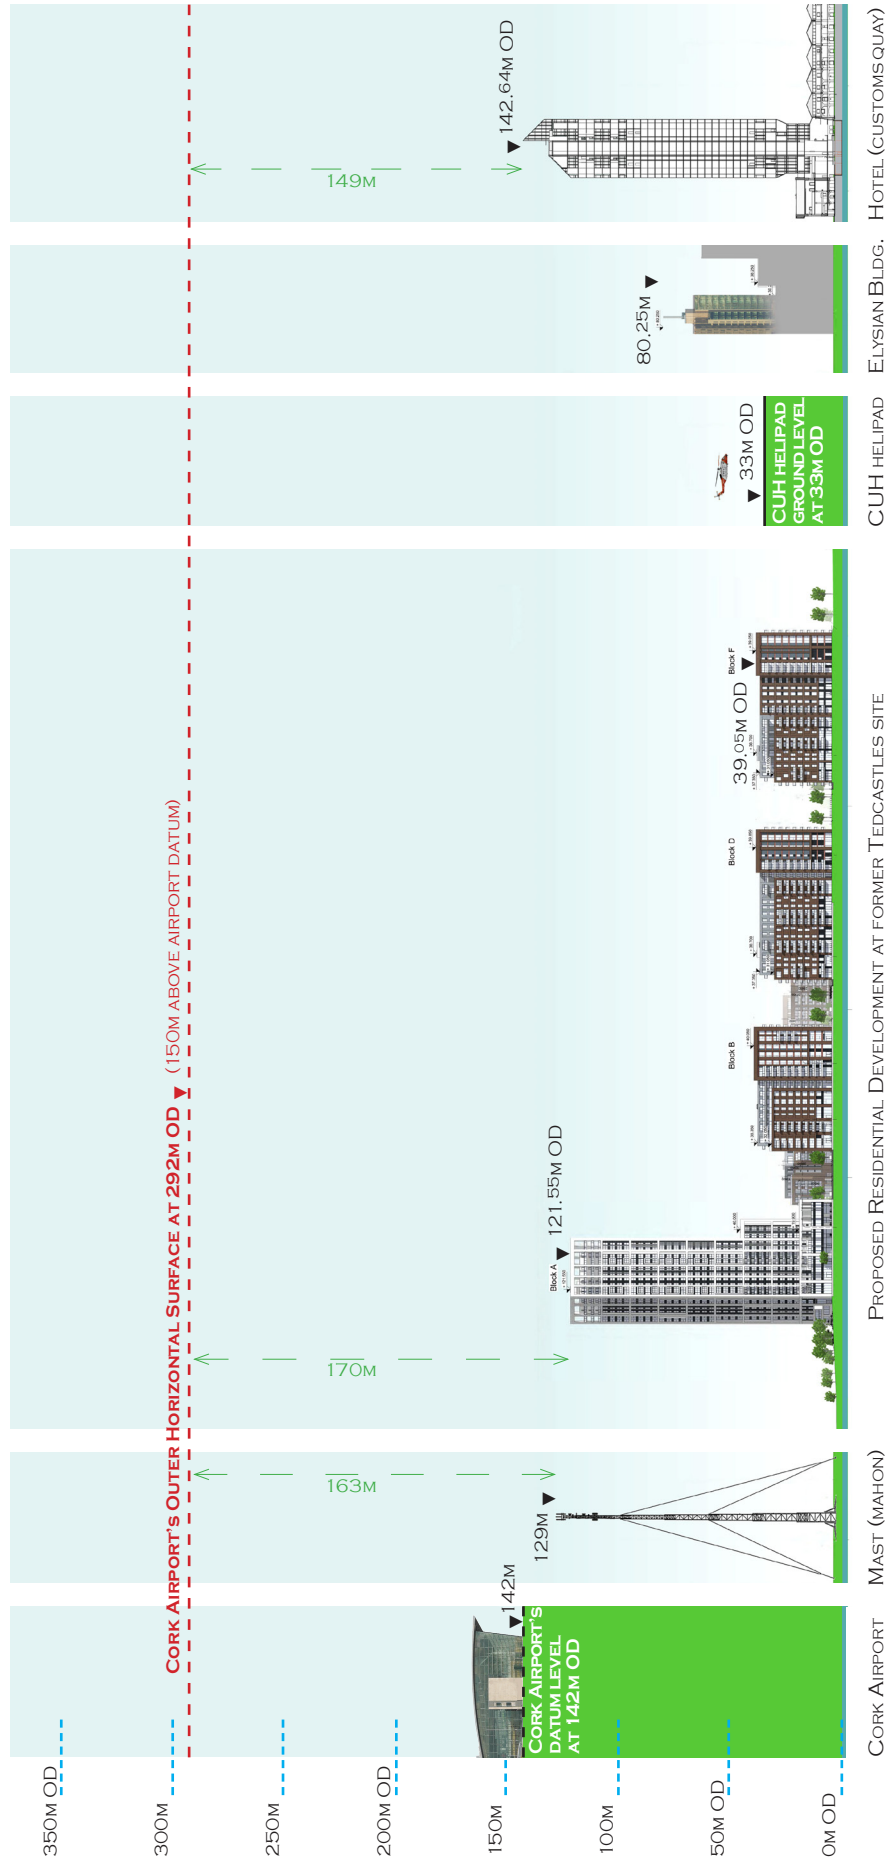 350M OD
300M
250M
200M OD
150M
100M
50M OD
0M OD
CORK AIRPORT'S OUTER HORIZONTAL SURFACE AT 292M OD ▼ (150M ABOVE AIRPORT DATUM)
142M
CORK AIRPORT'S
DATUM LEVEL
AT 142M OD
CORK AIRPORT
163M
129M
MAST (MAHON)
170M
121.55M OD
Block A
Block B
Block D
Block F
39.05M OD
PROPOSED RESIDENTIAL DEVELOPMENT AT FORMER TEDCASTLES SITE
33M OD
CUH HELIPAD
GROUND LEVEL
AT 33M OD
CUH HELIPAD
80.25M
ELYSIAN BLDG.
149M
142.64M OD
HOTEL (CUSTOMS QUAY)